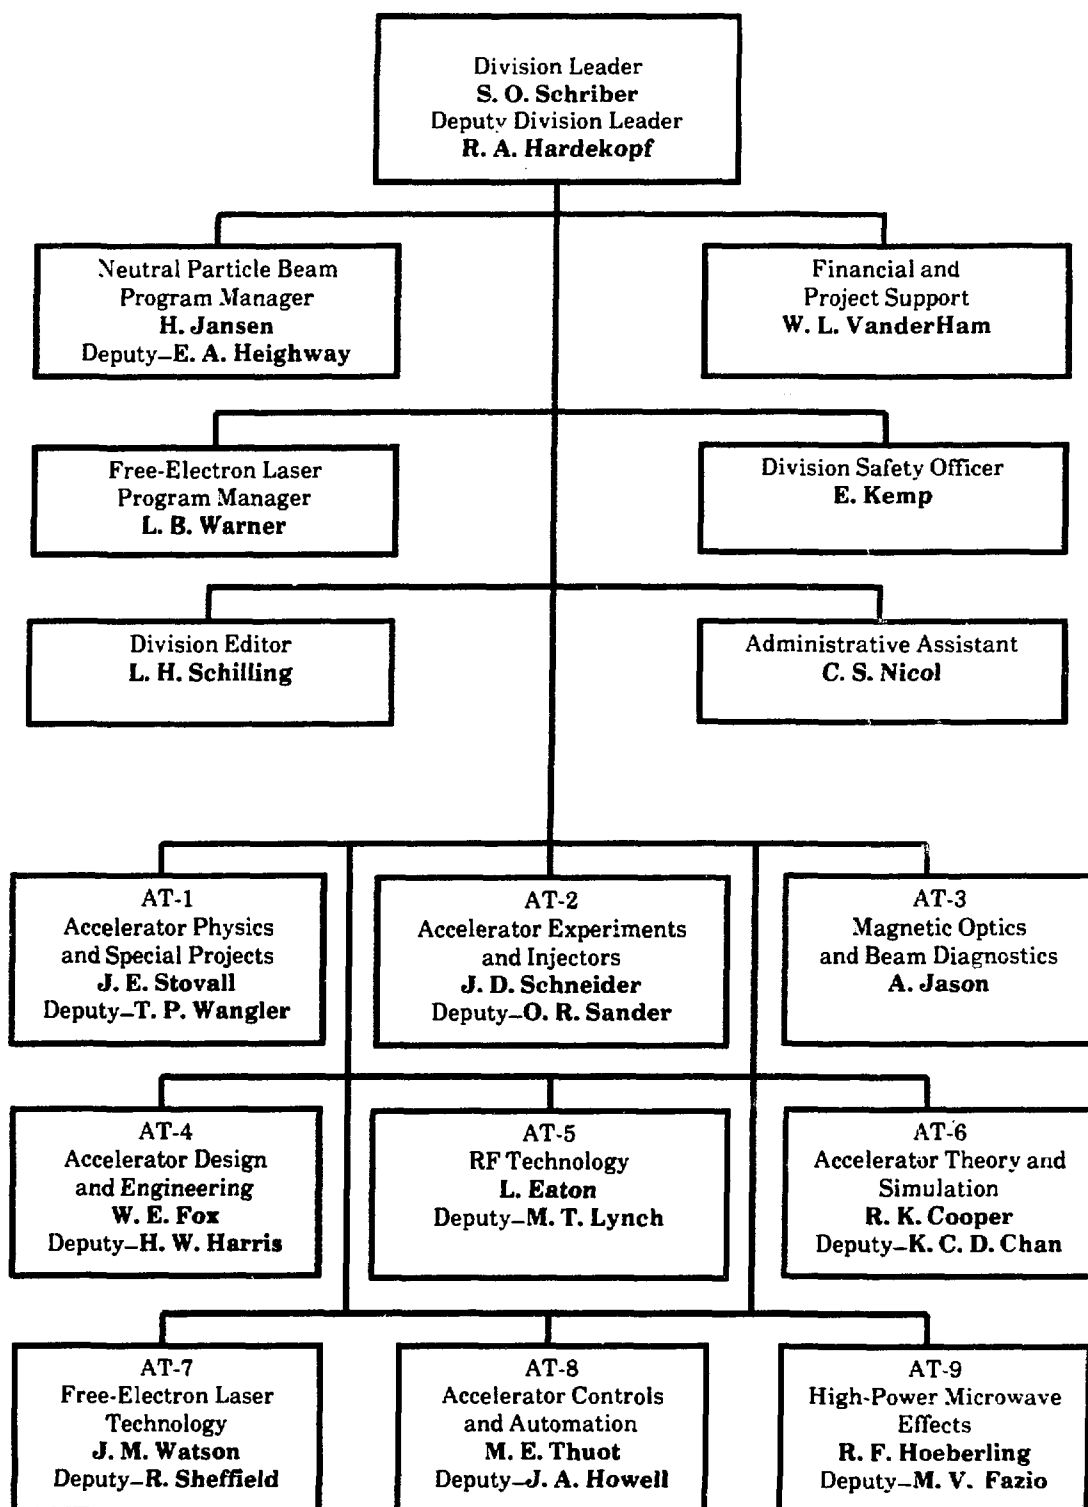 Division Leader
S. O. Schriber
Deputy Division Leader
R. A. Hardekopf
Neutral Particle Beam
Program Manager
H. Jansen
Deputy–E. A. Heighway
Financial and
Project Support
W. L. VanderHam
Free-Electron Laser
Program Manager
L. B. Warner
Division Safety Officer
E. Kemp
Division Editor
L. H. Schilling
Administrative Assistant
C. S. Nicol
AT-1
Accelerator Physics
and Special Projects
J. E. Stovall
Deputy–T. P. Wangler
AT-2
Accelerator Experiments
and Injectors
J. D. Schneider
Deputy–O. R. Sander
AT-3
Magnetic Optics
and Beam Diagnostics
A. Jason
AT-4
Accelerator Design
and Engineering
W. E. Fox
Deputy–H. W. Harris
AT-5
RF Technology
L. Eaton
Deputy–M. T. Lynch
AT-6
Accelerator Theory and
Simulation
R. K. Cooper
Deputy–K. C. D. Chan
AT-7
Free-Electron Laser
Technology
J. M. Watson
Deputy–R. Sheffield
AT-8
Accelerator Controls
and Automation
M. E. Thuot
Deputy–J. A. Howell
AT-9
High-Power Microwave
Effects
R. F. Hoeberling
Deputy–M. V. Fazio